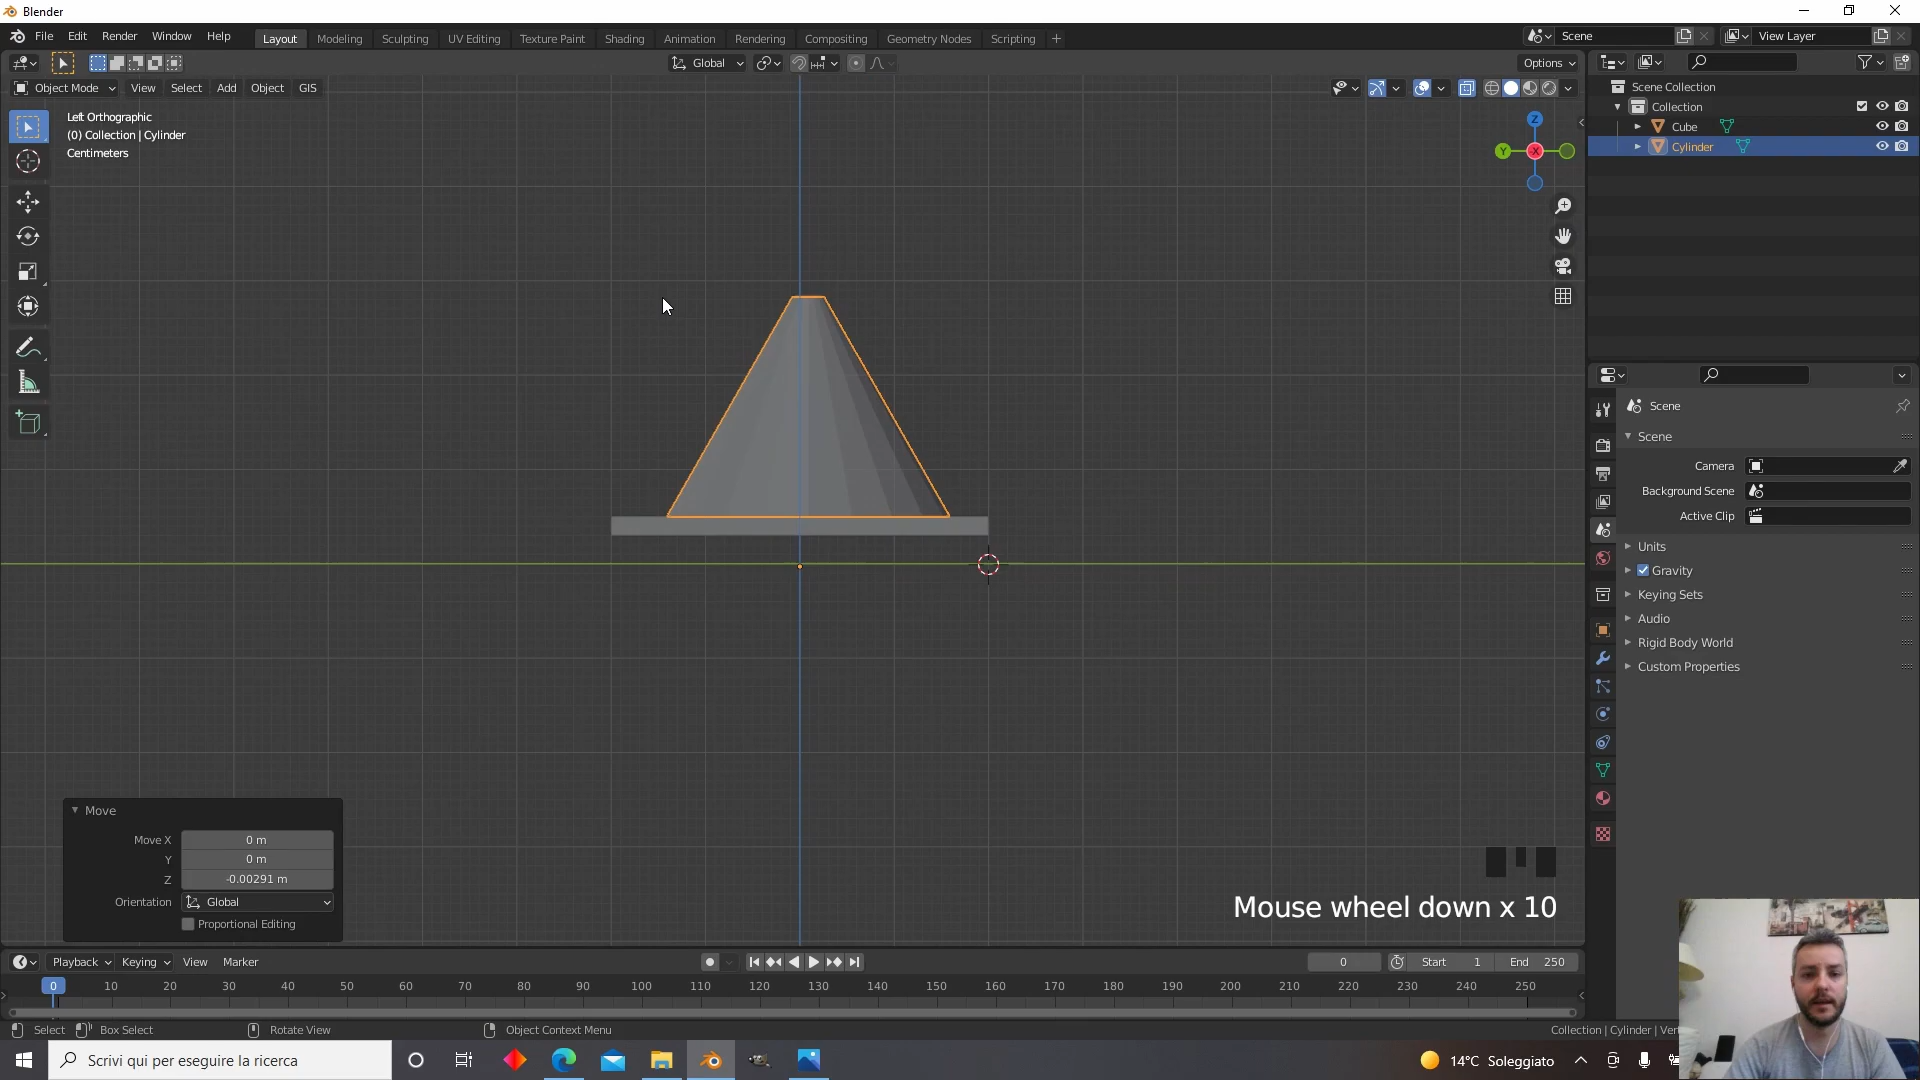 Blender
File Edit Render Window Help
Layout Modeling Sculpting UV Editing Texture Paint Shading Animation Rendering Compositing Geometry Nodes Scripting +
Scene
View Layer
Global
Options
Object Mode View Select Add Object GIS
Left Orthographic
(0) Collection | Cylinder
Centimeters
Z
Y
X
Scene Collection
Collection
Cube
Cylinder
Scene
Scene
Camera
Background Scene
Active Clip
Units
Gravity
Keying Sets
Audio
Rigid Body World
Custom Properties
Move
Move X 0 m
Y 0 m
Z -0.00291 m
Orientation Global
Proportional Editing
Mouse wheel down x 10
Playback Keying View Marker
0 Start 1 End 250
0 10 20 30 40 50 60 70 80 90 100 110 120 130 140 150 160 170 180 190 200 210 220 230 240 250
Select Box Select Rotate View Object Context Menu
Collection | Cylinder | Ver
Scrivi qui per eseguire la ricerca
14°C Soleggiato